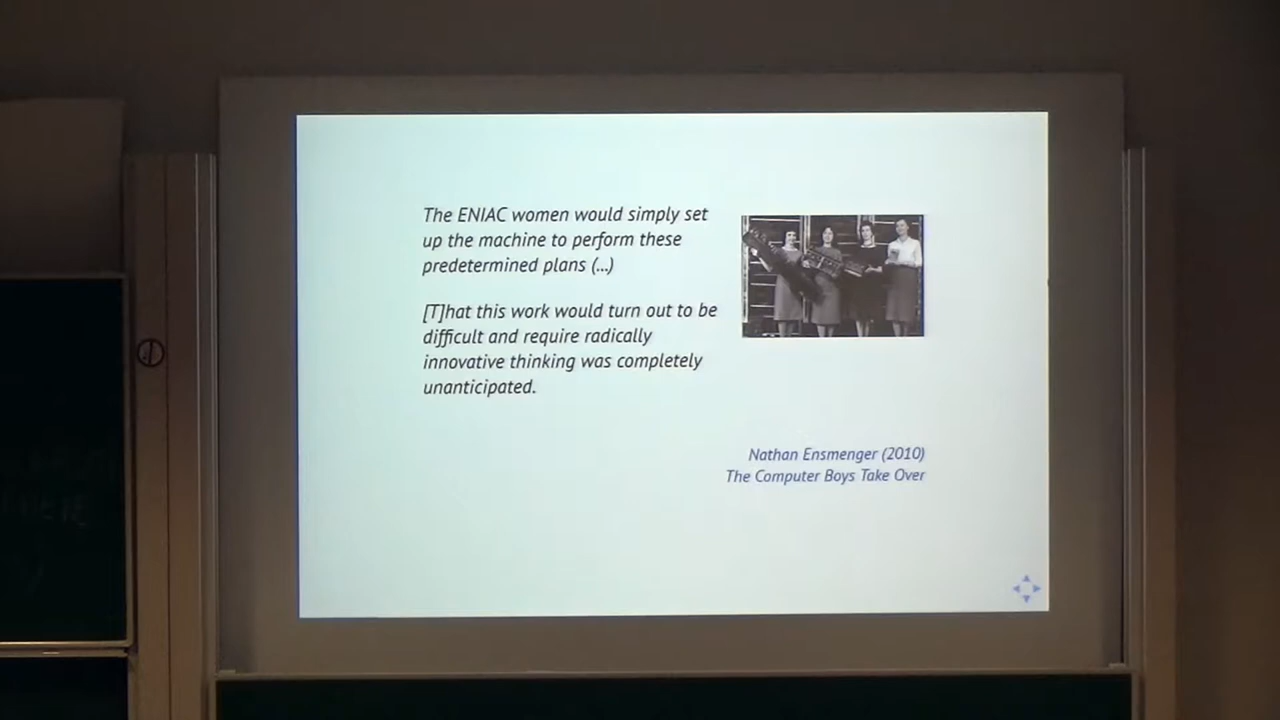 The ENIAC women would simply set
up the machine to perform these
predetermined plans (...)
[T]hat this work would turn out to be
difficult and require radically
innovative thinking was completely
unanticipated.
Nathan Ensmenger (2010)
The Computer Boys Take Over